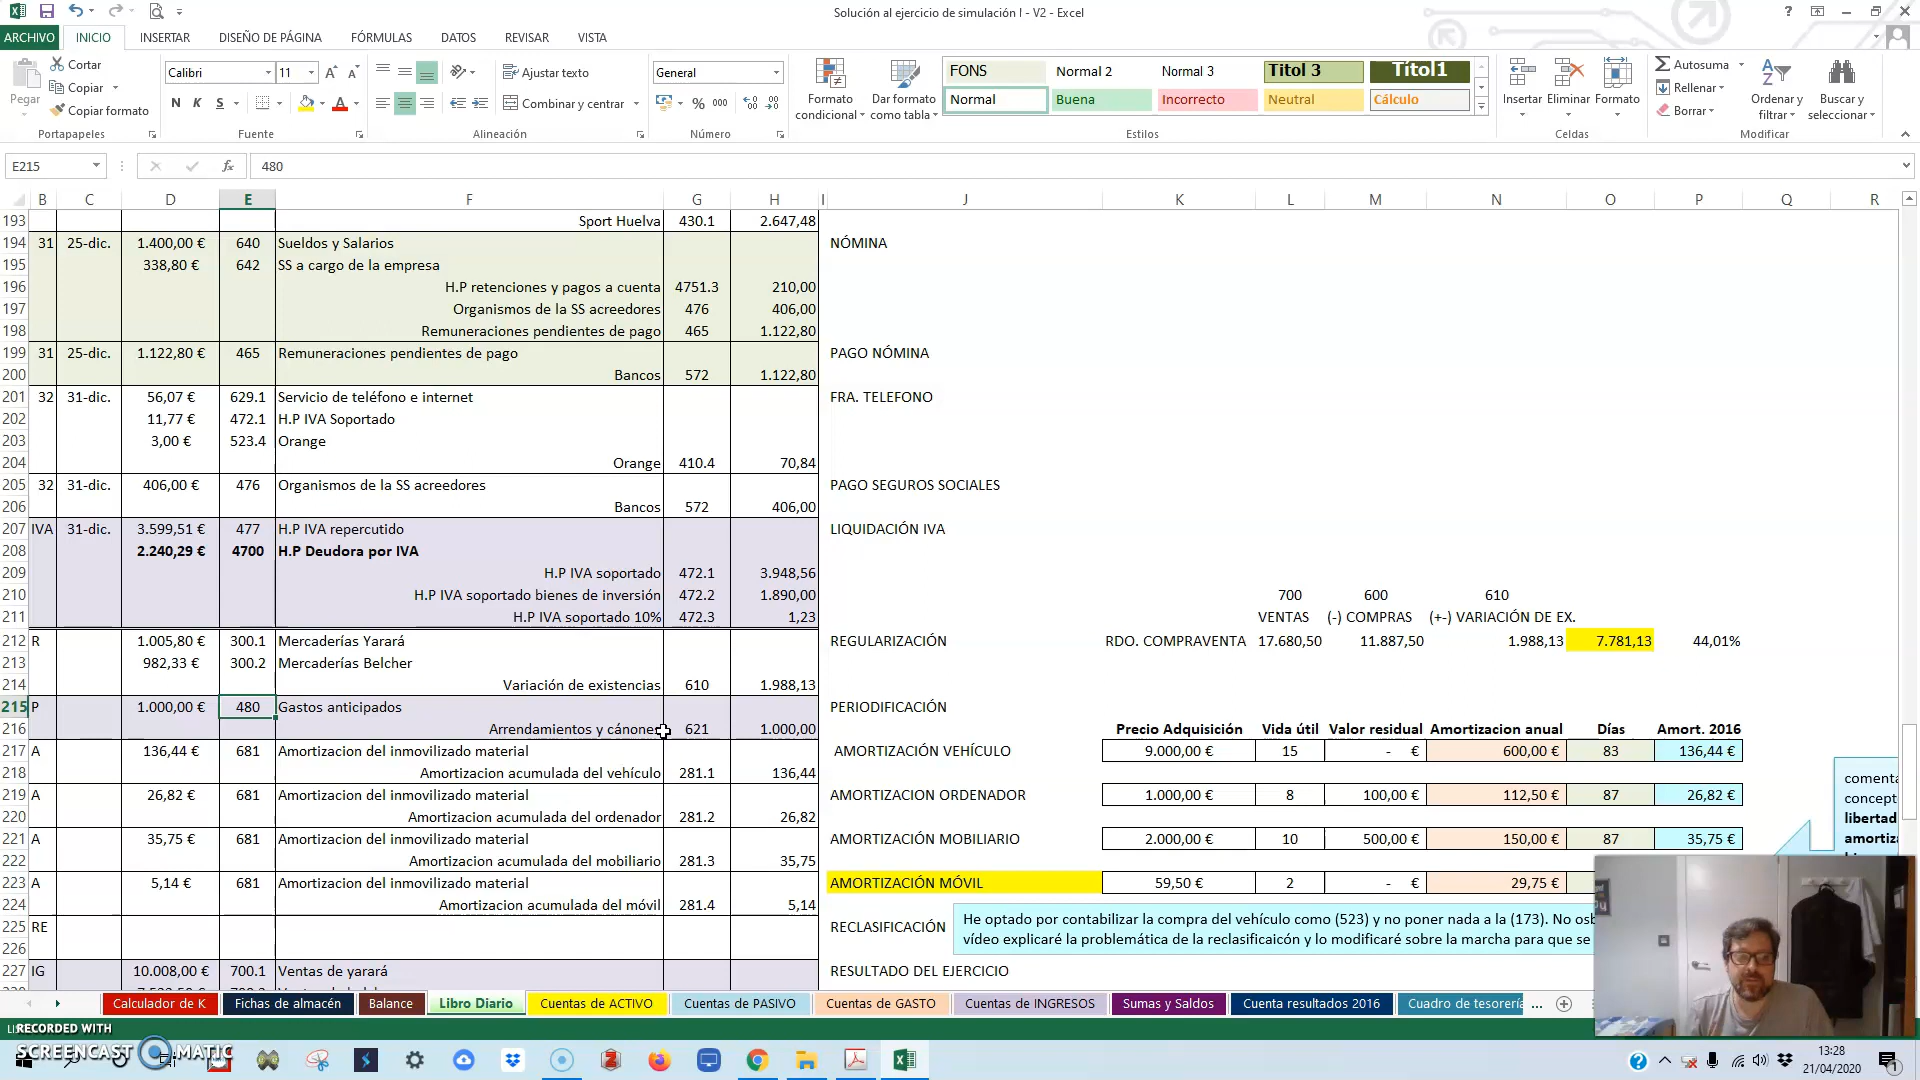 Solución al ejercicio de simulación I - V2 - Excel
ARCHIVO INICIO INSERTAR DISEÑO DE PÁGINA FÓRMULAS DATOS REVISAR VISTA
Pegar Cortar Copiar Copiar formato
Calibri 11
N K S
Ajustar texto
Combinar y centrar
General
% 000
Formato condicional
Dar formato como tabla
FONS Normal 2 Normal 3 Titol 3 Títol1
Normal Buena Incorrecto Neutral Cálculo
Insertar Eliminar Formato
Autosuma
Rellenar
Borrar
Ordenar y filtrar
Buscar y seleccionar
Portapapeles Fuente Alineación Número Estilos Celdas Modificar
E215 fx 480
B C D E F G H I J K L M N O P Q R
193 Sport Huelva 430.1 2.647,48
194 31 25-dic. 1.400,00 € 640 Sueldos y Salarios NÓMINA
195 338,80 € 642 SS a cargo de la empresa
196 H.P retenciones y pagos a cuenta 4751.3 210,00
197 Organismos de la SS acreedores 476 406,00
198 Remuneraciones pendientes de pago 465 1.122,80
199 31 25-dic. 1.122,80 € 465 Remuneraciones pendientes de pago PAGO NÓMINA
200 Bancos 572 1.122,80
201 32 31-dic. 56,07 € 629.1 Servicio de teléfono e internet FRA. TELEFONO
202 11,77 € 472.1 H.P IVA Soportado
203 3,00 € 523.4 Orange
204 Orange 410.4 70,84
205 32 31-dic. 406,00 € 476 Organismos de la SS acreedores PAGO SEGUROS SOCIALES
206 Bancos 572 406,00
207 IVA 31-dic. 3.599,51 € 477 H.P IVA repercutido LIQUIDACIÓN IVA
208 2.240,29 € 4700 H.P Deudora por IVA
209 H.P IVA soportado 472.1 3.948,56
210 H.P IVA soportado bienes de inversión 472.2 1.890,00 700 600 610
211 H.P IVA soportado 10% 472.3 1,23 VENTAS (-) COMPRAS (+-) VARIACIÓN DE EX.
212 R 1.005,80 € 300.1 Mercaderías Yarará REGULARIZACIÓN RDO. COMPRAVENTA 17.680,50 11.887,50 1.988,13 7.781,13 44,01%
213 982,33 € 300.2 Mercaderías Belcher
214 Variación de existencias 610 1.988,13
215 P 1.000,00 € 480 Gastos anticipados PERIODIFICACIÓN
216 Arrendamientos y cánones 621 1.000,00 Precio Adquisición Vida útil Valor residual Amortizacion anual Días Amort. 2016
217 A 136,44 € 681 Amortizacion del inmovilizado material AMORTIZACIÓN VEHÍCULO 9.000,00 € 15 - € 600,00 € 83 136,44 €
218 Amortizacion acumulada del vehículo 281.1 136,44
219 A 26,82 € 681 Amortizacion del inmovilizado material AMORTIZACION ORDENADOR 1.000,00 € 8 100,00 € 112,50 € 87 26,82 €
220 Amortizacion acumulada del ordenador 281.2 26,82
221 A 35,75 € 681 Amortizacion del inmovilizado material AMORTIZACIÓN MOBILIARIO 2.000,00 € 10 500,00 € 150,00 € 87 35,75 €
222 Amortizacion acumulada del mobiliario 281.3 35,75
223 A 5,14 € 681 Amortizacion del inmovilizado material AMORTIZACIÓN MÓVIL 59,50 € 2 - € 29,75 €
224 Amortizacion acumulada del móvil 281.4 5,14
225 RE RECLASIFICACIÓN
226
227 IG 10.008,00 € 700.1 Ventas de yarará RESULTADO DEL EJERCICIO
comenta
concept
libertad
amortiza
He optado por contabilizar la compra del vehículo como (523) y no poner nada a la (173). No osb
vídeo explicaré la problemática de la reclasificaicón y lo modificaré sobre la marcha para que se
Calculador de K Fichas de almacén Balance Libro Diario Cuentas de ACTIVO Cuentas de PASIVO Cuentas de GASTO Cuentas de INGRESOS Sumas y Saldos Cuenta resultados 2016 Cuadro de tesorería ...
RECORDED WITH
SCREENCAST MATIC
13:28
21/04/2020